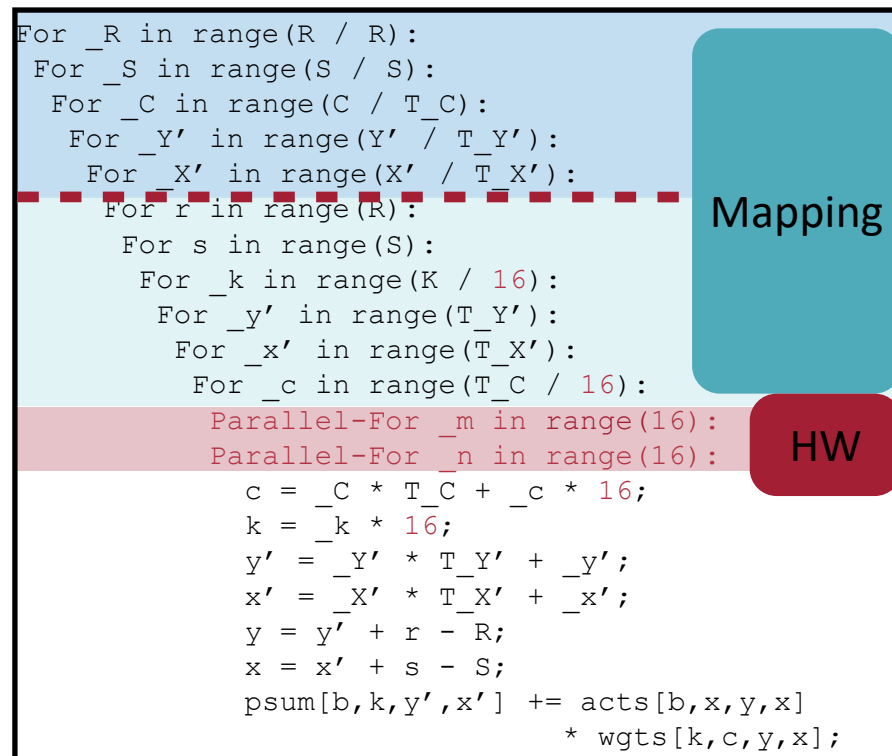 For _R in range(R / R):
For _S in range(S / S):
For _C in range(C / T_C):
For _Y′ in range(Y′ / T_Y′):
For _X′ in range(X′ / T_X′):
For r in range(R):
For s in range(S):
For _k in range(K / 16):
For _y′ in range(T_Y′):
For _x′ in range(T_X′):
For _c in range(T_C / 16):
Mapping
Parallel-For _m in range(16):
Parallel-For _n in range(16):
HW
c = _C * T_C + _c * 16;
k = _k * 16;
y′ = _Y′ * T_Y′ + _y′;
x′ = _X′ * T_X′ + _x′;
y = y′ + r - R;
x = x′ + s - S;
psum[b,k,y′,x′] += acts[b,x,y,x]
* wgts[k,c,y,x];